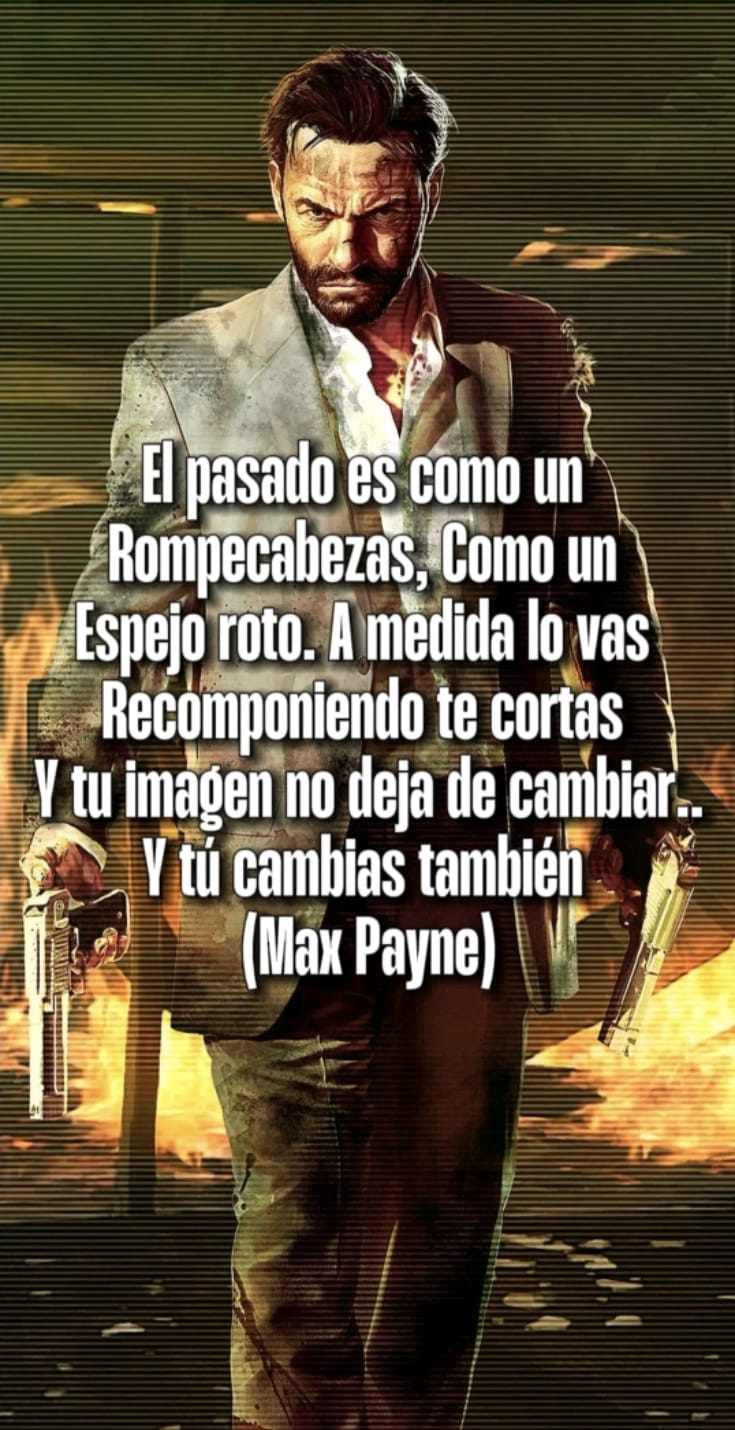 El pasado es como un
Rompecabezas, Como un
Espejo roto. A medida lo vas
Recomponiendo te cortas
Y tu imagen no deja de cambiar..
Y tú cambias también
(Max Payne)